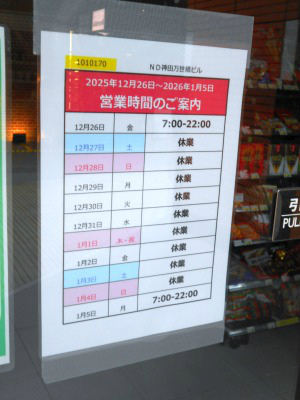 1010170
ND神田万世橋ビル
2025年12月26日～2026年1月5日
営業時間のご案内
12月26日 金 7:00-22:00
12月27日 土 休業
12月28日 日 休業
12月29日 月 休業
12月30日 火 休業
12月31日 水 休業
1月1日 木・祝 休業
1月2日 金 休業
1月3日 土 休業
1月4日 日 休業
1月5日 月 7:00-22:00
引
PUL